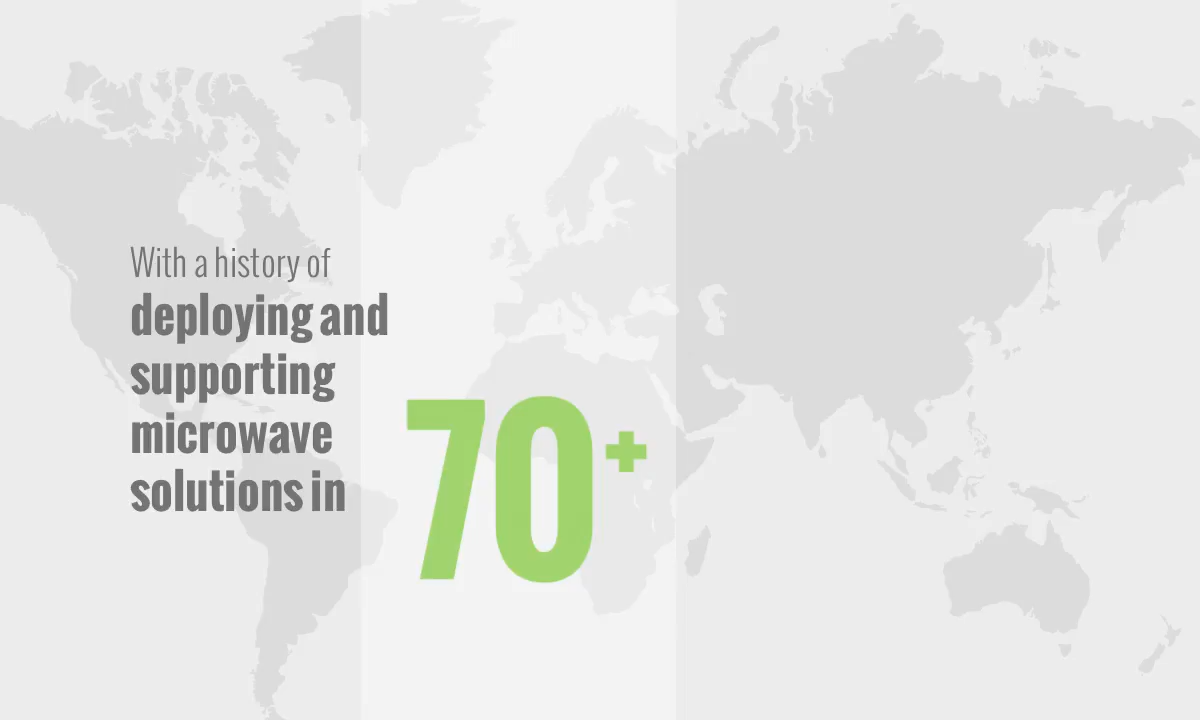 With a history of
deploying and
supporting
microwave
solutions in
70+